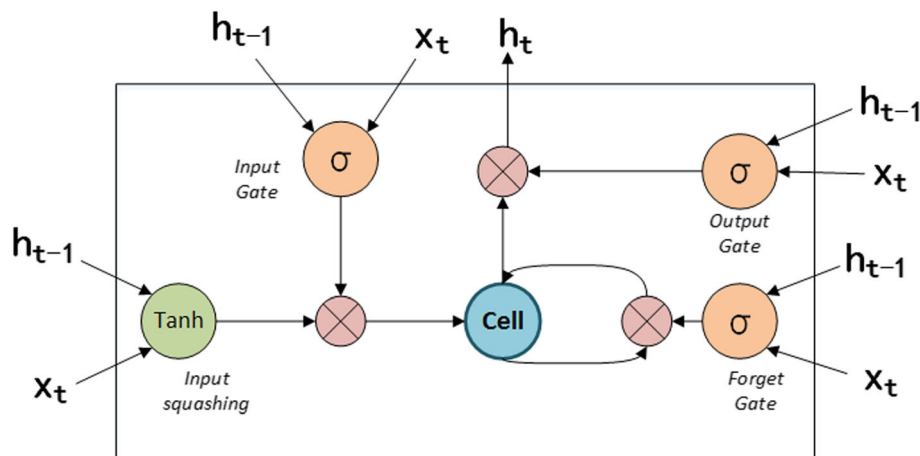 h_{t-1}
x_t
h_t
σ
Input
Gate
h_{t-1}
σ
x_t
Output
Gate
h_{t-1}
Tanh
x_t
Input
squashing
Cell
h_{t-1}
σ
x_t
Forget
Gate